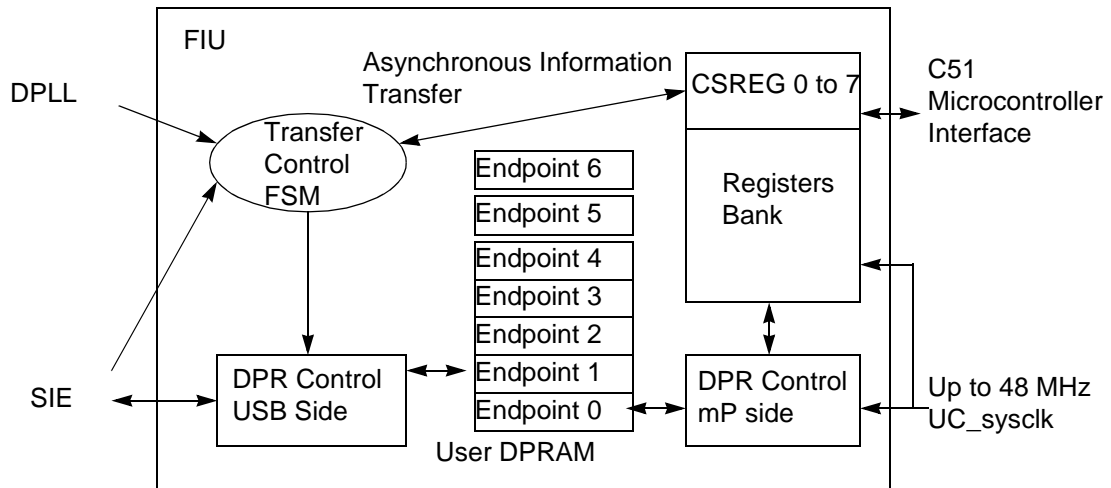 FIU
DPLL
Asynchronous Information
Transfer
CSREG 0 to 7
C51
Microcontroller
Interface
Transfer
Control
FSM
Registers
Bank
Endpoint 6
Endpoint 5
Endpoint 4
Endpoint 3
Endpoint 2
Endpoint 1
Endpoint 0
SIE
DPR Control
USB Side
DPR Control
mP side
Up to 48 MHz
UC_sysclk
User DPRAM